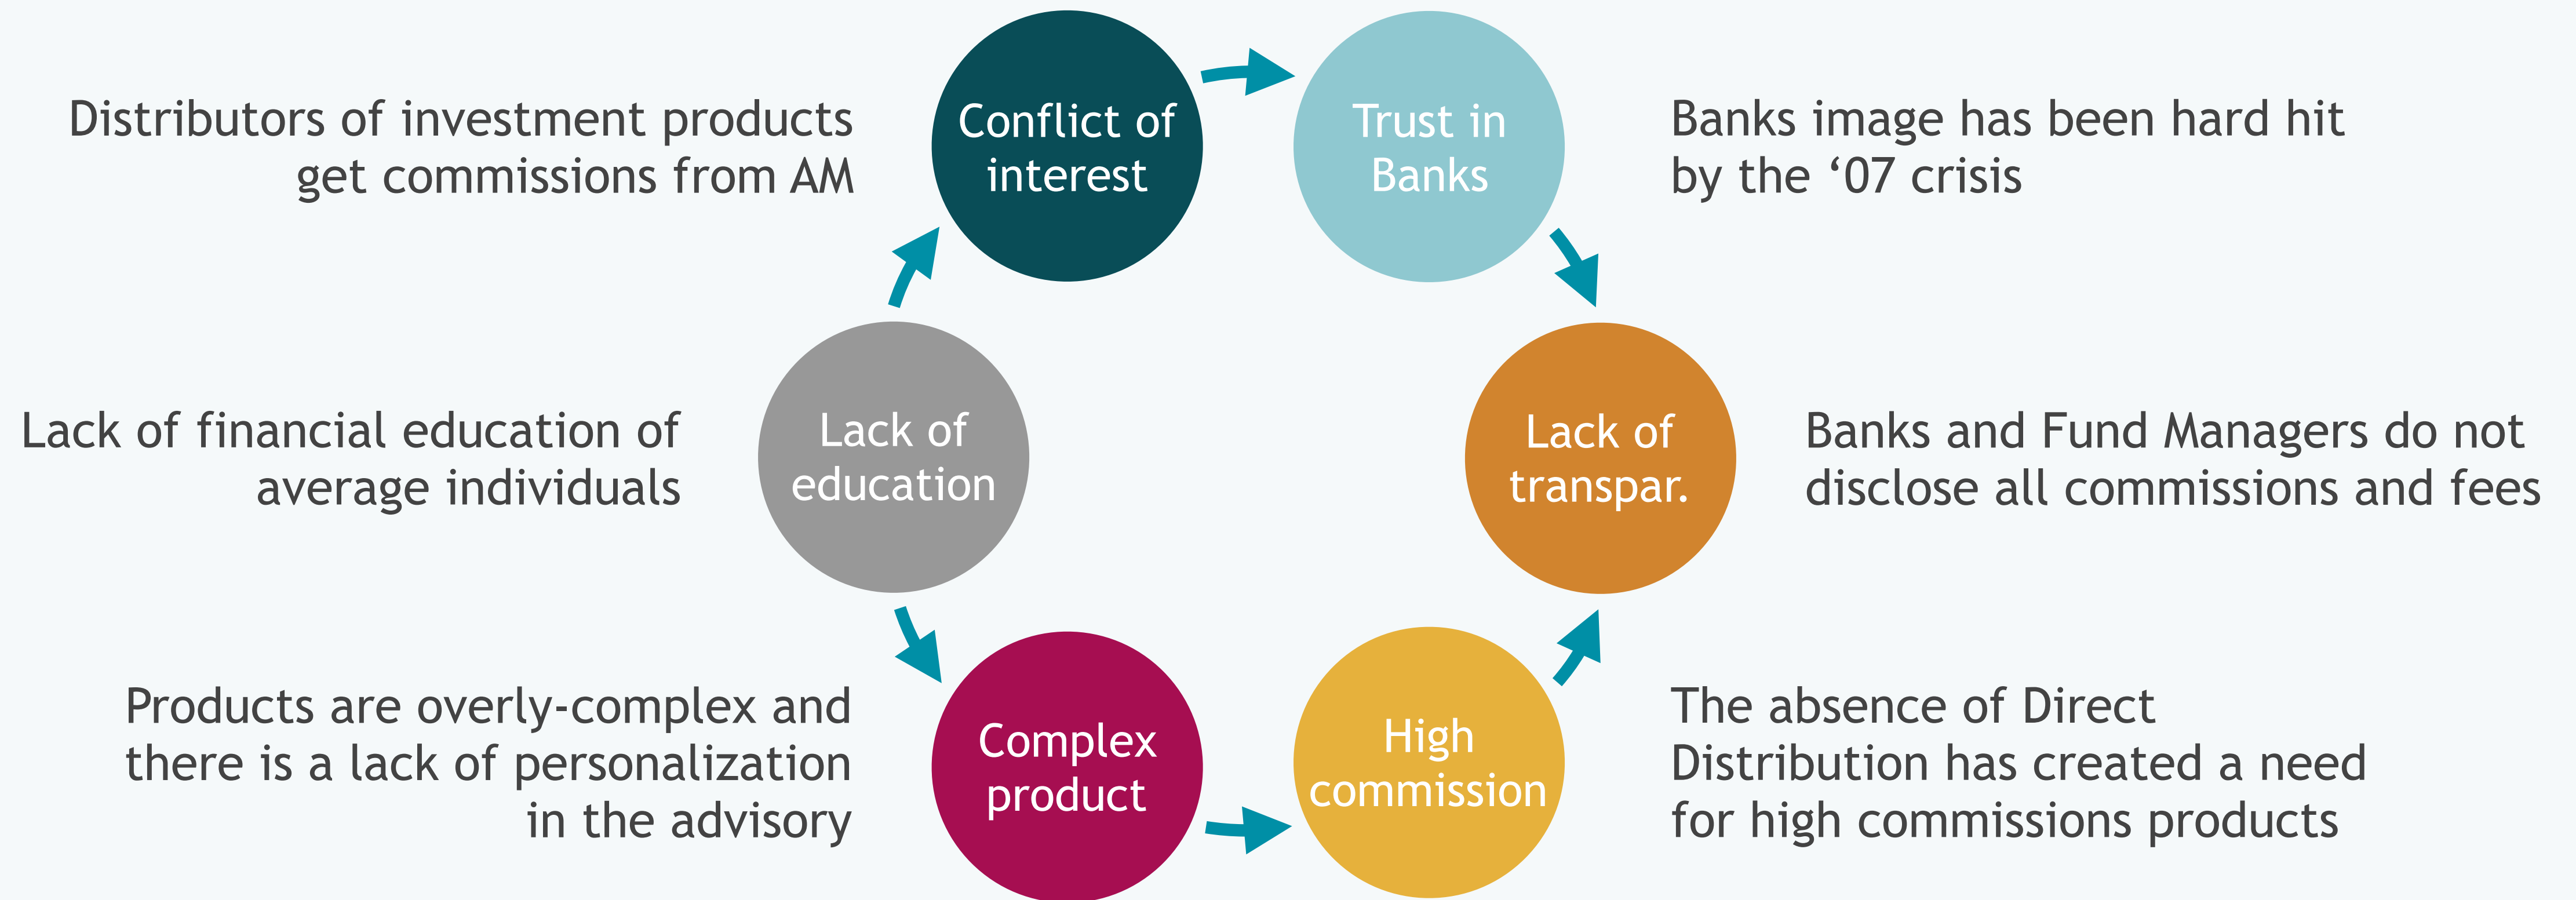 Distributors of investment products
get commissions from AM
Conflict of
interest
Trust in
Banks
Banks image has been hard hit
by the ‘07 crisis
Lack of financial education of
average individuals
Lack of
education
Lack of
transpar.
Banks and Fund Managers do not
disclose all commissions and fees
Products are overly-complex and
there is a lack of personalization
in the advisory
Complex
product
High
commission
The absence of Direct
Distribution has created a need
for high commissions products